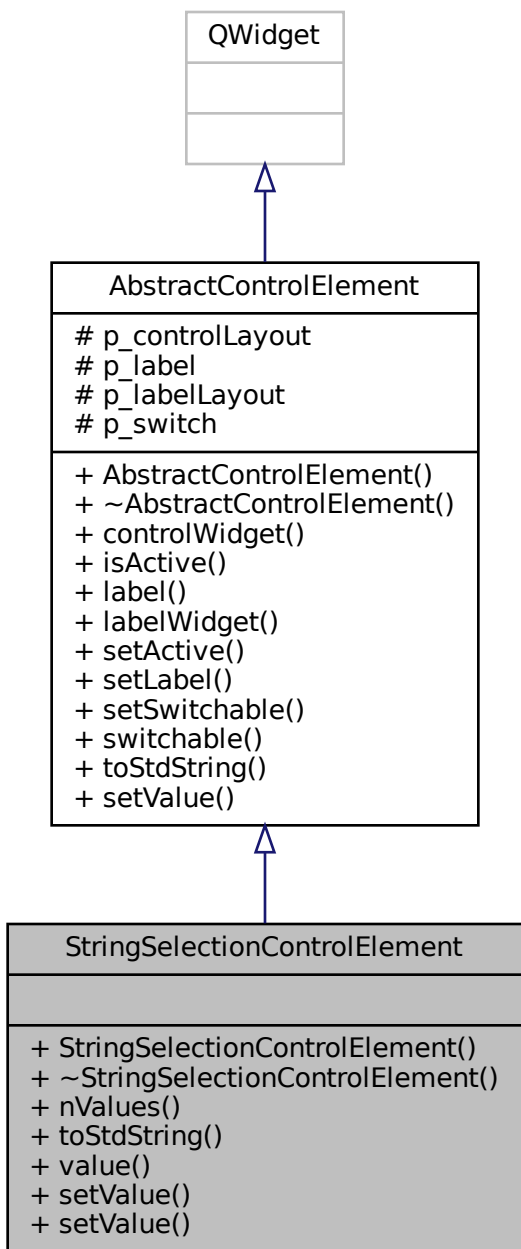 QWidget
AbstractControlElement
# p_controlLayout
# p_label
# p_labelLayout
# p_switch
+ AbstractControlElement()
+ ~AbstractControlElement()
+ controlWidget()
+ isActive()
+ label()
+ labelWidget()
+ setActive()
+ setLabel()
+ setSwitchable()
+ switchable()
+ toStdString()
+ setValue()
StringSelectionControlElement
+ StringSelectionControlElement()
+ ~StringSelectionControlElement()
+ nValues()
+ toStdString()
+ value()
+ setValue()
+ setValue()